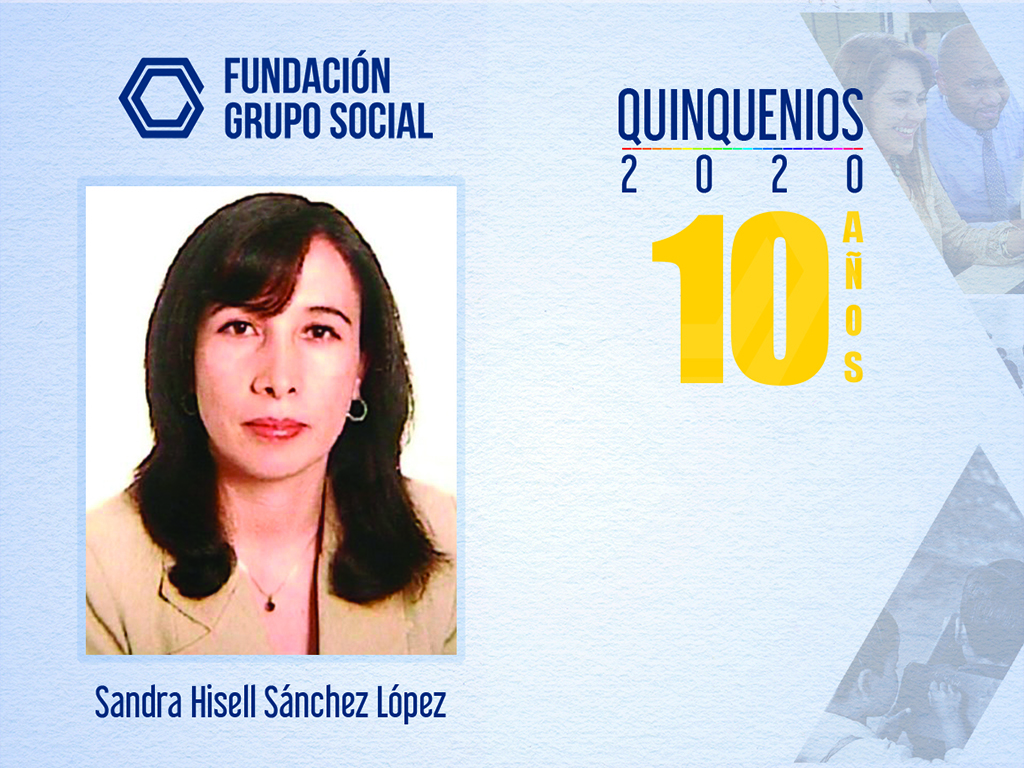 FUNDACIÓN
GRUPO SOCIAL
QUINQUENIOS
2020
10
AÑOS
Sandra Hisell Sánchez López